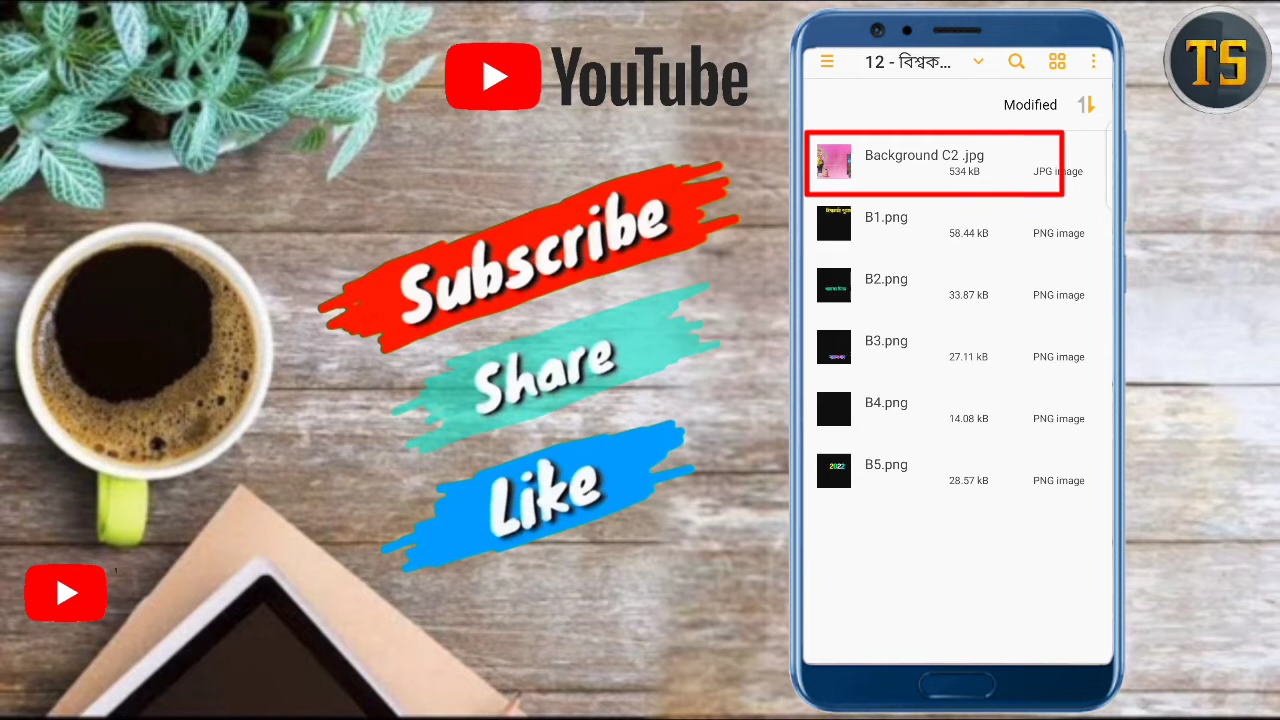 YouTube
TS
12 - বিশ্বক...
Modified
Subscribe
Share
Like
Background C2 .jpg
534 kB JPG image
B1.png
58.44 kB PNG image
B2.png
33.87 kB PNG image
B3.png
27.11 kB PNG image
B4.png
14.08 kB PNG image
2022
B5.png
28.57 kB PNG image